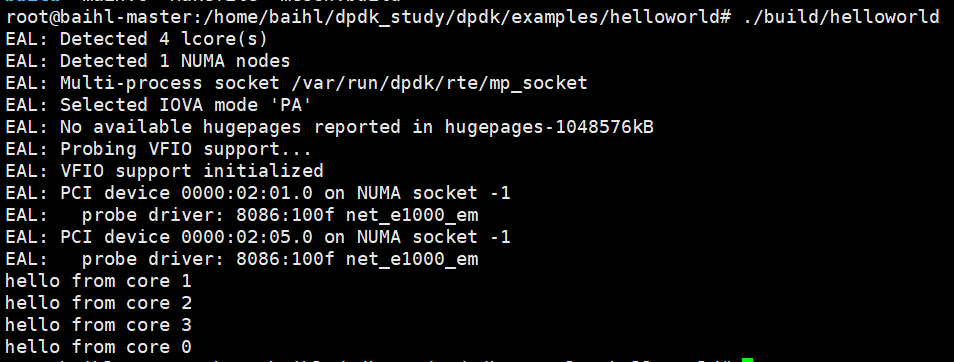 root@baihl-master:/home/baihl/dpdk_study/dpdk/examples/helloworld# ./build/helloworld
EAL: Detected 4 lcore(s)
EAL: Detected 1 NUMA nodes
EAL: Multi-process socket /var/run/dpdk/rte/mp_socket
EAL: Selected IOVA mode 'PA'
EAL: No available hugepages reported in hugepages-1048576kB
EAL: Probing VFIO support...
EAL: VFIO support initialized
EAL: PCI device 0000:02:01.0 on NUMA socket -1
EAL:   probe driver: 8086:100f net_e1000_em
EAL: PCI device 0000:02:05.0 on NUMA socket -1
EAL:   probe driver: 8086:100f net_e1000_em
hello from core 1
hello from core 2
hello from core 3
hello from core 0